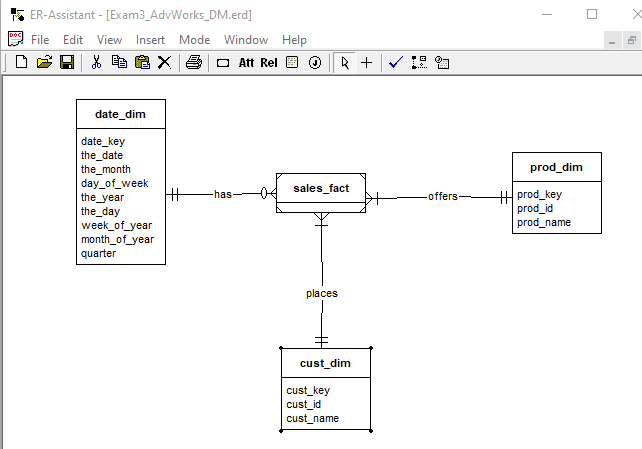 ER-Assistant - [Exam3_AdvWorks_DM.erd]
File Edit View Insert Mode Window Help
Att Rel
date_dim
date_key
the_date
the_month
day_of_week
the_year
the_day
week_of_year
month_of_year
quarter
has
sales_fact
offers
prod_dim
prod_key
prod_id
prod_name
places
cust_dim
cust_key
cust_id
cust_name